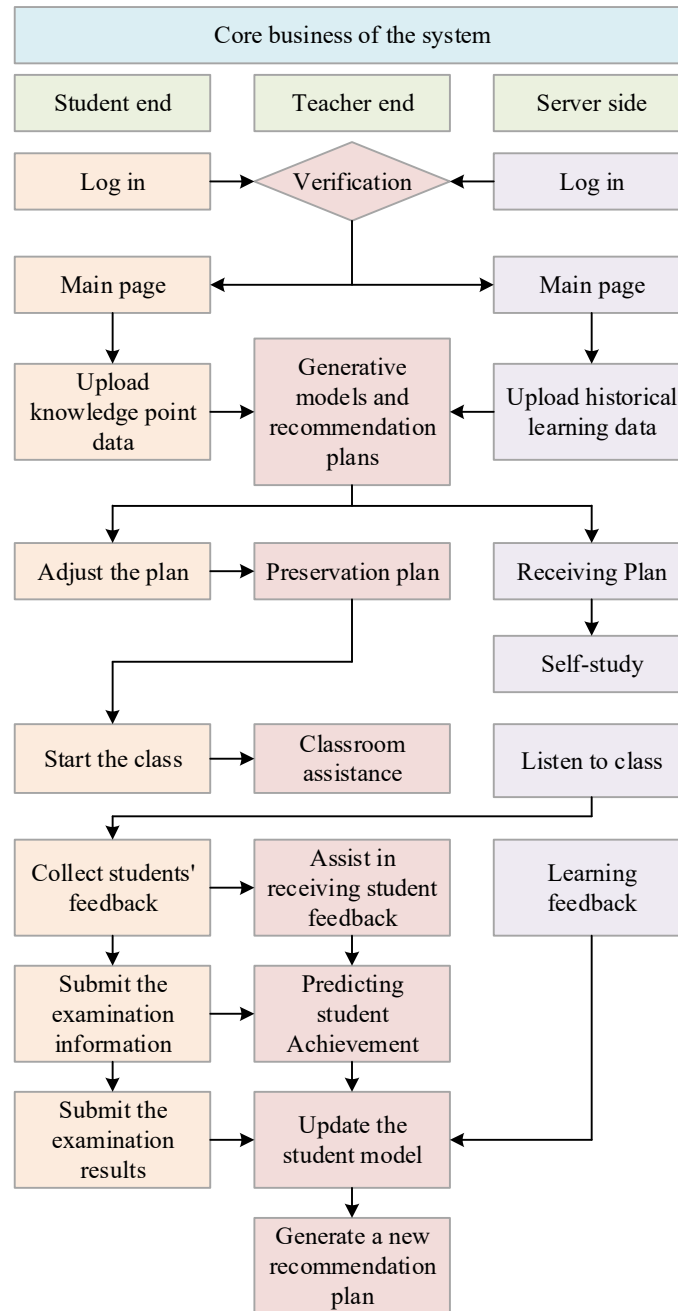 Core business of the system
Student end
Teacher end
Server side
Log in
Verification
Log in
Main page
Main page
Upload
knowledge point
data
Generative
models and
recommendation
plans
Upload historical
learning data
Adjust the plan
Preservation plan
Receiving Plan
Self-study
Start the class
Classroom
assistance
Listen to class
Collect students'
feedback
Assist in
receiving student
feedback
Learning
feedback
Submit the
examination
information
Predicting
student
Achievement
Submit the
examination
results
Update the
student model
Generate a new
recommendation
plan